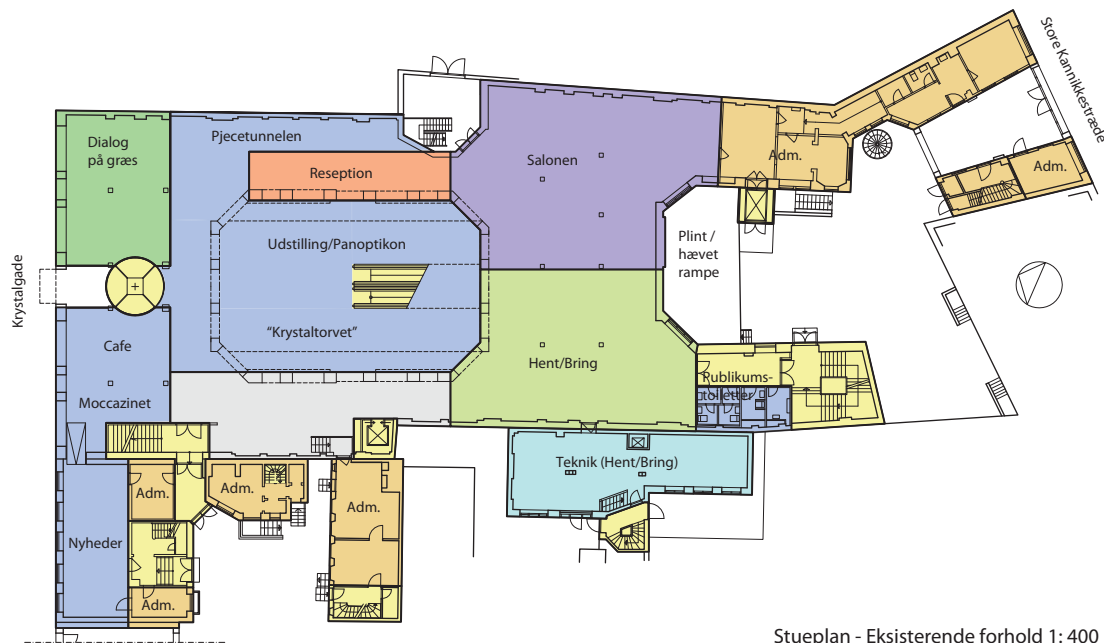 Dialog
på græs
Pjecetunnelen
Reseption
Salonen
Adm.
Store Kannikkestræde
Adm.
Krystalgade
Udstilling/Panoptikon
Plint /
hævet
rampe
+
"Krystaltorvet"
Cafe
Moccazinet
Hent/Bring
Publikums-
toiletter
Teknik (Hent/Bring)
Adm.
Adm.
Adm.
Nyheder
Adm.
Stueplan - Eksisterende forhold 1: 400